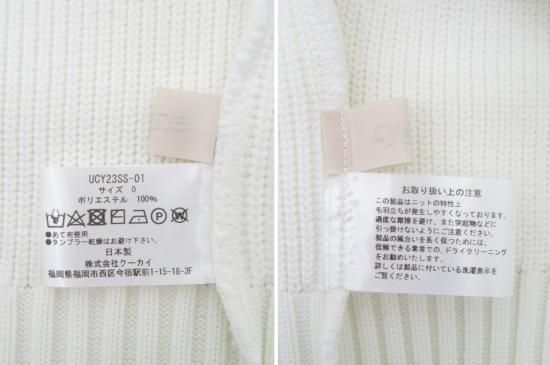 ne
UCY23SS-01
サイズ 0
ポリエステル 100%
●あて布使用
●タンブラー乾燥はお避け下さい。
日本製
株式会社クーカイ
福岡県福岡市西区今宿駅前1-15-18-3F
cy
お取り扱い上の注意
この製品はニットの特性上
毛羽立ちが発生しやすくなっております。
過度な摩擦を避け、また突起物などに
引っ掛けないようにご注意ください。
製品の風合いを長く保つためには、
信頼できる業者での、ドライクリーニング
をお勧めいたします。
詳しくは製品に付いている洗濯表示を
ご覧ください。